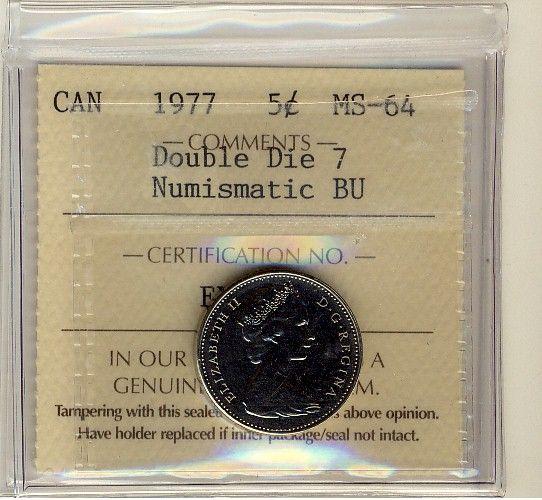 CAN 1977 5¢ MS-64
— COMMENTS —
Double Die 7
Numismatic BU
— CERTIFICATION NO. —
ELIZABETH II D·G·REGINA
IN OUR A
GENUIN M.
Tampering with this seale s above opinion.
Have holder replaced if inner package/seal not intact.